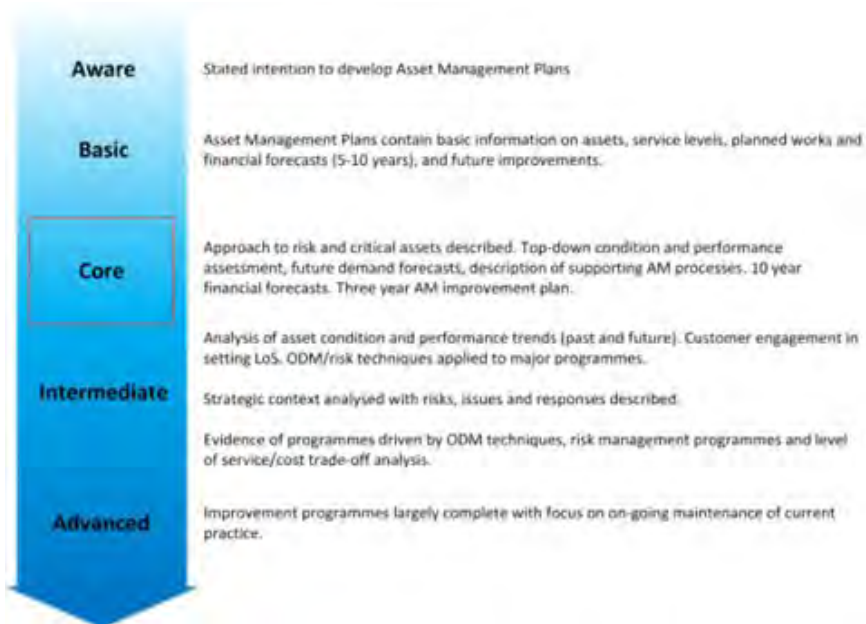 Aware
Stated intention to develop Asset Management Plans
Basic
Asset Management Plans contain basic information on assets, service levels, planned works and
financial forecasts (5-10 years), and future improvements.
Core
Approach to risk and critical assets described. Top-down condition and performance
assessment, future demand forecasts, description of supporting AM processes. 10 year
financial forecasts. Three year AM improvement plan.
Intermediate
Analysis of asset condition and performance trends (past and future). Customer engagement in
setting LoS. ODM/risk techniques applied to major programmes.
Strategic context analysed with risks, issues and responses described.
Evidence of programmes driven by ODM techniques, risk management programmes and level
of service/cost trade-off analysis.
Advanced
Improvement programmes largely complete with focus on on-going maintenance of current
practice.